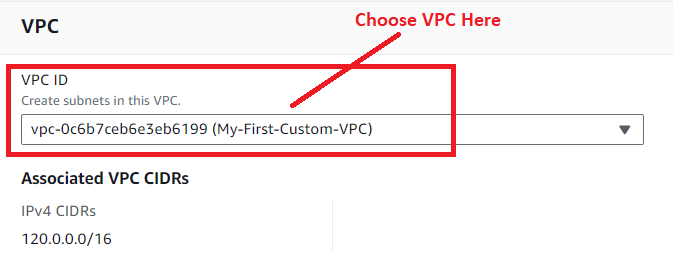 VPC
Choose VPC Here
VPC ID
Create subnets in this VPC.
vpc-0c6b7ceb6e3eb6199 (My-First-Custom-VPC)
Associated VPC CIDRs
IPv4 CIDRs
120.0.0.0/16